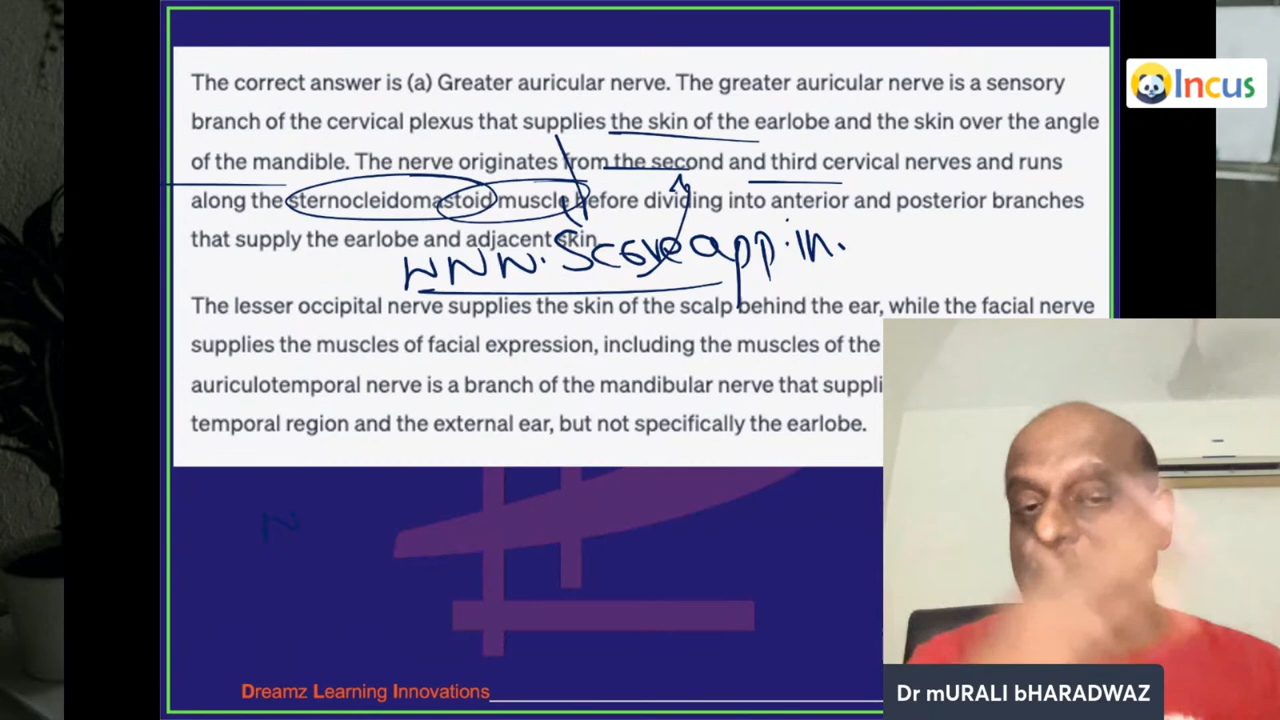 The correct answer is (a) Greater auricular nerve. The greater auricular nerve is a sensory
branch of the cervical plexus that supplies the skin of the earlobe and the skin over the angle
of the mandible. The nerve originates from the second and third cervical nerves and runs
along the sternocleidomastoid muscle before dividing into anterior and posterior branches
that supply the earlobe and adjacent skin.
www.Scoreapp.in.
The lesser occipital nerve supplies the skin of the scalp behind the ear, while the facial nerve
supplies the muscles of facial expression, including the muscles of the
auriculotemporal nerve is a branch of the mandibular nerve that suppli
temporal region and the external ear, but not specifically the earlobe.
N
Dreamz Learning Innovations
Incus
Dr mURALI bHARADWAZ